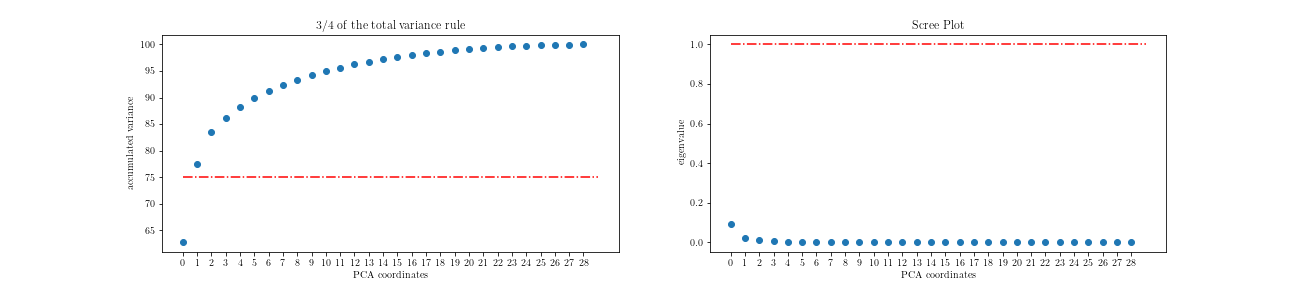 3/4 of the total variance rule
accumulated variance
100
95
90
85
80
75
70
65
0 1 2 3 4 5 6 7 8 9 10 11 12 13 14 15 16 17 18 19 20 21 22 23 24 25 26 27 28
PCA coordinates
Scree Plot
eigenvalue
1.0
0.8
0.6
0.4
0.2
0.0
0 1 2 3 4 5 6 7 8 9 10 11 12 13 14 15 16 17 18 19 20 21 22 23 24 25 26 27 28
PCA coordinates